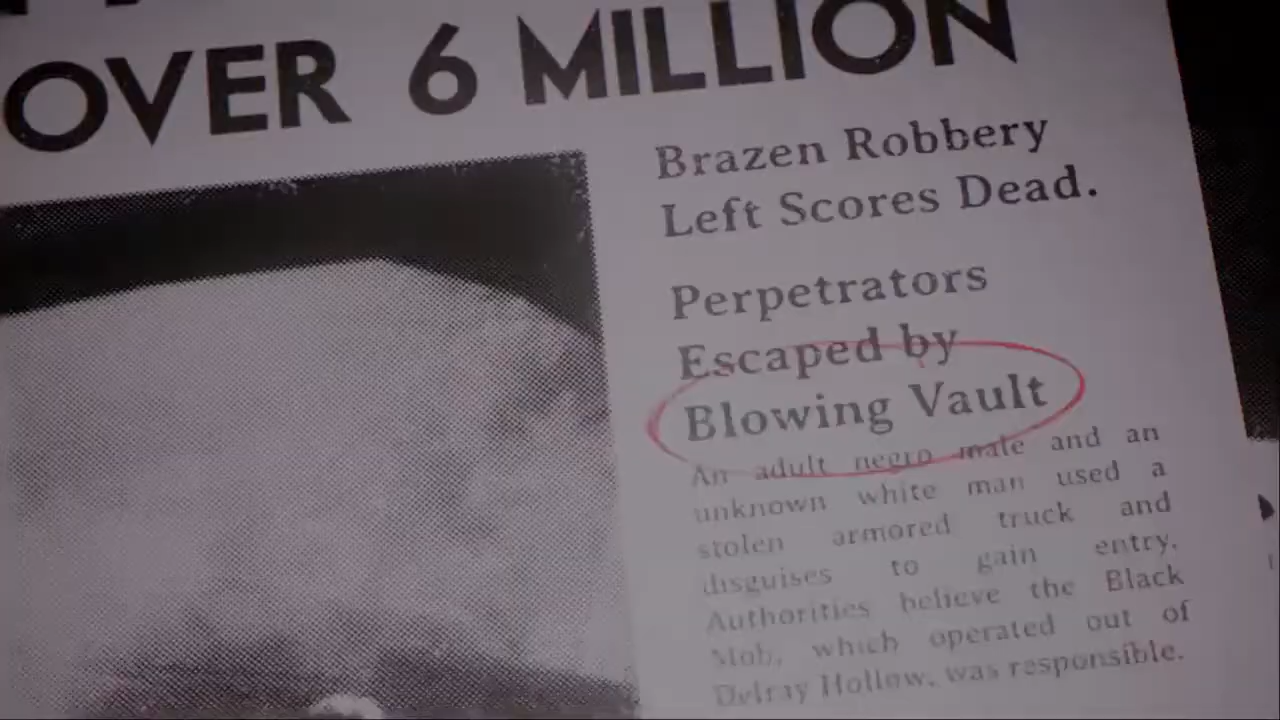 OVER 6 MILLION
Brazen Robbery
Left Scores Dead.
Perpetrators
Escaped by
Blowing Vault
An adult negro male and an
unknown white man used a
stolen armored truck and
disguises to gain entry.
Authorities believe the Black
Mob, which operated out of
Delray Hollow, was responsible.